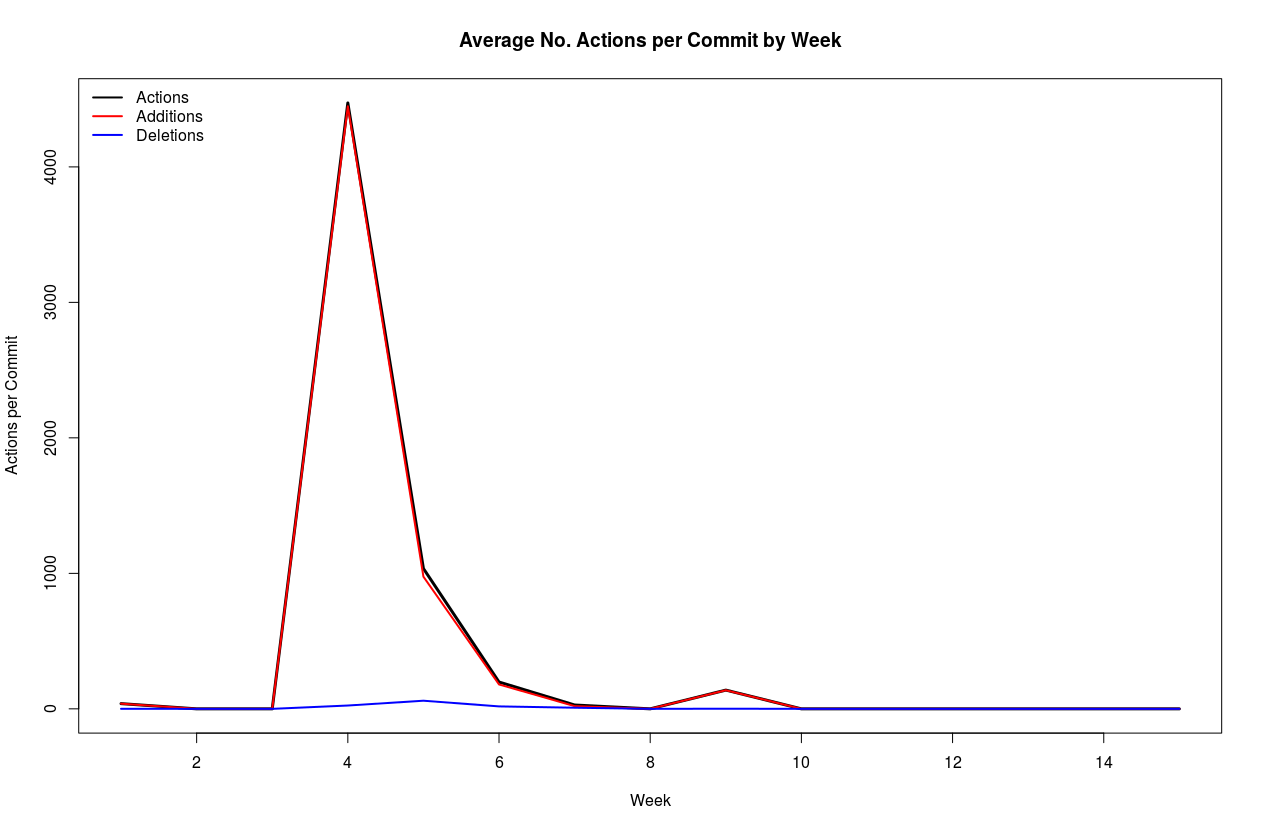 Average No. Actions per Commit by Week
Actions
Additions
Deletions
4000
3000
2000
1000
0
Actions per Commit
2 4 6 8 10 12 14
Week